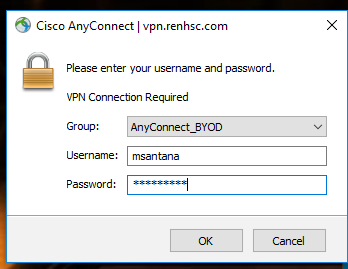 Cisco AnyConnect | vpn.renhsc.com
Please enter your username and password.
VPN Connection Required
Group: AnyConnect_BYOD
Username: msantana
Password: *********
OK Cancel